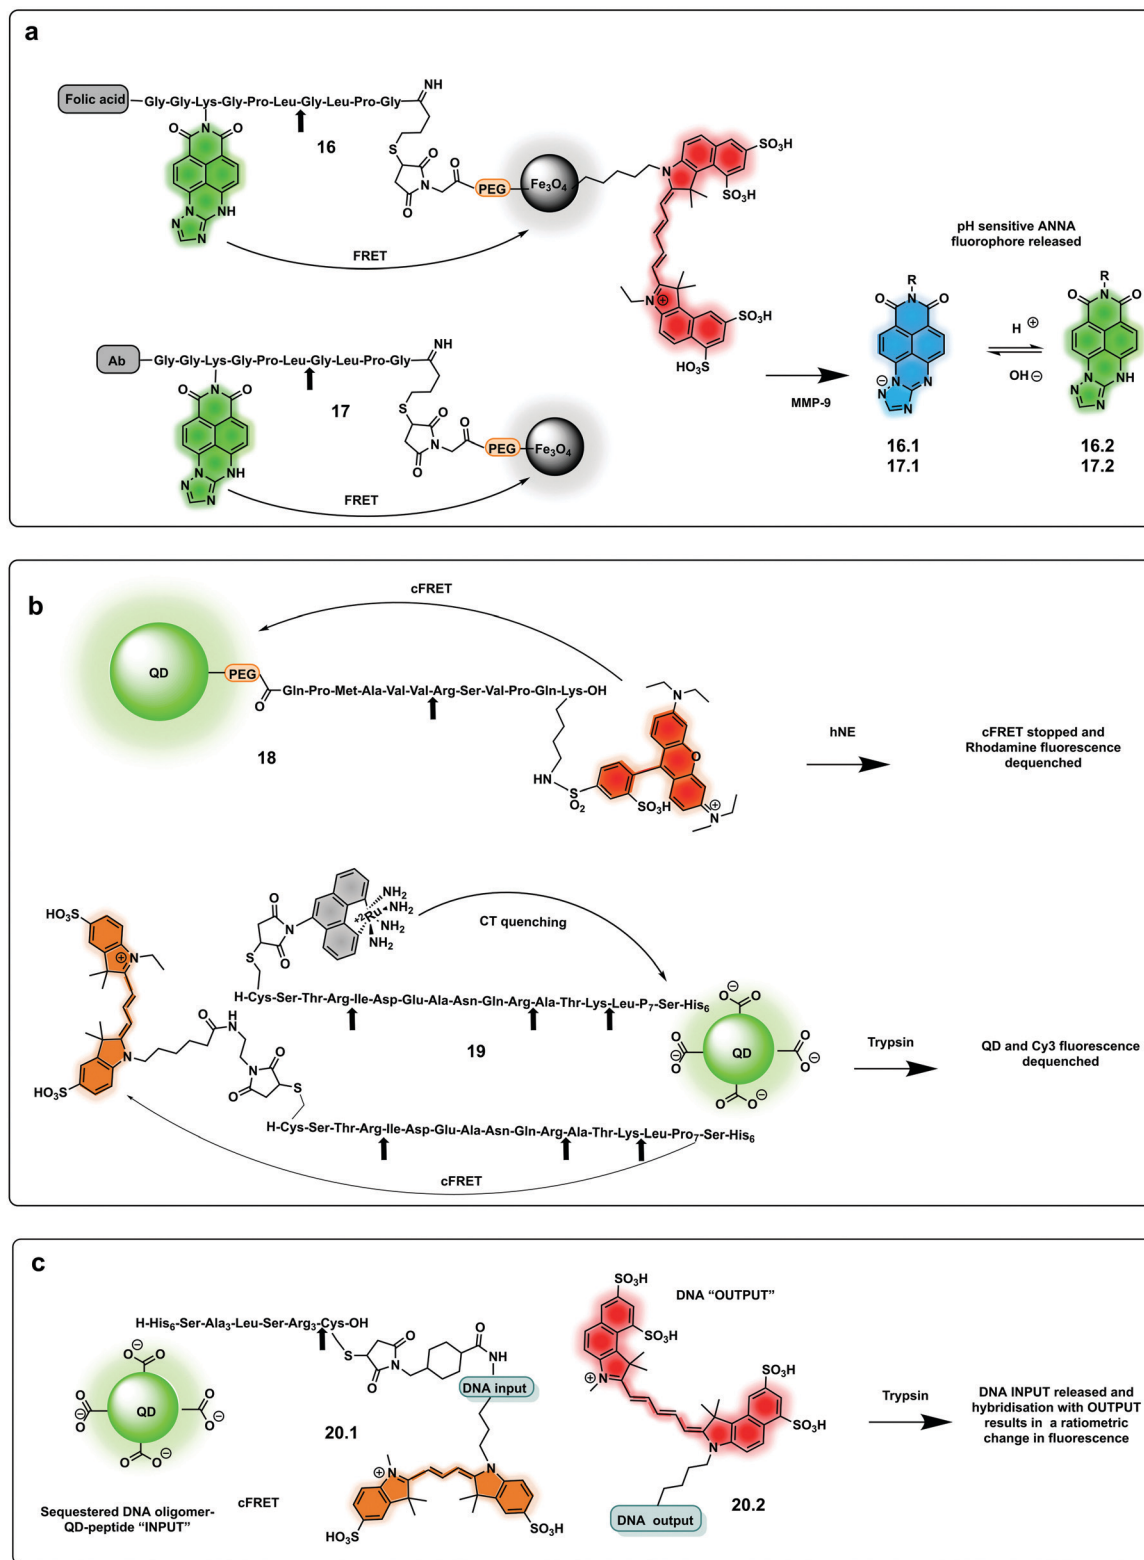 a
Folic acid
Gly-Gly-Lys-Gly-Pro-Leu-Gly-Leu-Pro-Gly
NH
16
O
N
O
N
NH
N
N
S
O
O
N
O
PEG
Fe3O4
N
SO3H
SO3H
FRET
N
⊕
SO3H
HO3S
pH sensitive ANNA
fluorophore released
Ab
Gly-Gly-Lys-Gly-Pro-Leu-Gly-Leu-Pro-Gly
NH
17
O
N
O
N
NH
N
N
S
O
O
N
O
PEG
Fe3O4
FRET
MMP-9
R
O
N
O
⊖
N
N
N
N
H ⊕
OH⊖
R
O
N
O
N
NH
N
N
16.1
17.1
16.2
17.2
b
cFRET
QD
PEG
O
Gln-Pro-Met-Ala-Val-Val-Arg-Ser-Val-Pro-Gln-Lys-OH
18
HN
S
O2
SO3H
N
O
N
⊕
hNE
cFRET stopped and
Rhodamine fluorescence
dequenched
HO3S
N
⊕
N
HO3S
O
H
N
O
N
O
S
O
N
O
S
+2
Ru
NH2
NH2
NH2
NH2
CT quenching
H-Cys-Ser-Thr-Arg-Ile-Asp-Glu-Ala-Asn-Gln-Arg-Ala-Thr-Lys-Leu-P7-Ser-His6
19
QD
O
O⊖
O
O⊖
O
O⊖
O
O⊖
Trypsin
QD and Cy3 fluorescence
dequenched
H-Cys-Ser-Thr-Arg-Ile-Asp-Glu-Ala-Asn-Gln-Arg-Ala-Thr-Lys-Leu-Pro7-Ser-His6
cFRET
c
H-His6-Ser-Ala3-Leu-Ser-Arg3-Cys-OH
S
O
N
O
O
NH
DNA input
QD
O
O⊖
O
O⊖
O
O⊖
O
O⊖
20.1
cFRET
Sequestered DNA oligomer-
QD-peptide “INPUT”
⊕
N
N
HO3S
SO3H
DNA “OUTPUT”
SO3H
SO3H
⊕
N
SO3H
SO3H
N
20.2
DNA output
Trypsin
DNA INPUT released and
hybridisation with OUTPUT
results in a ratiometric
change in fluorescence